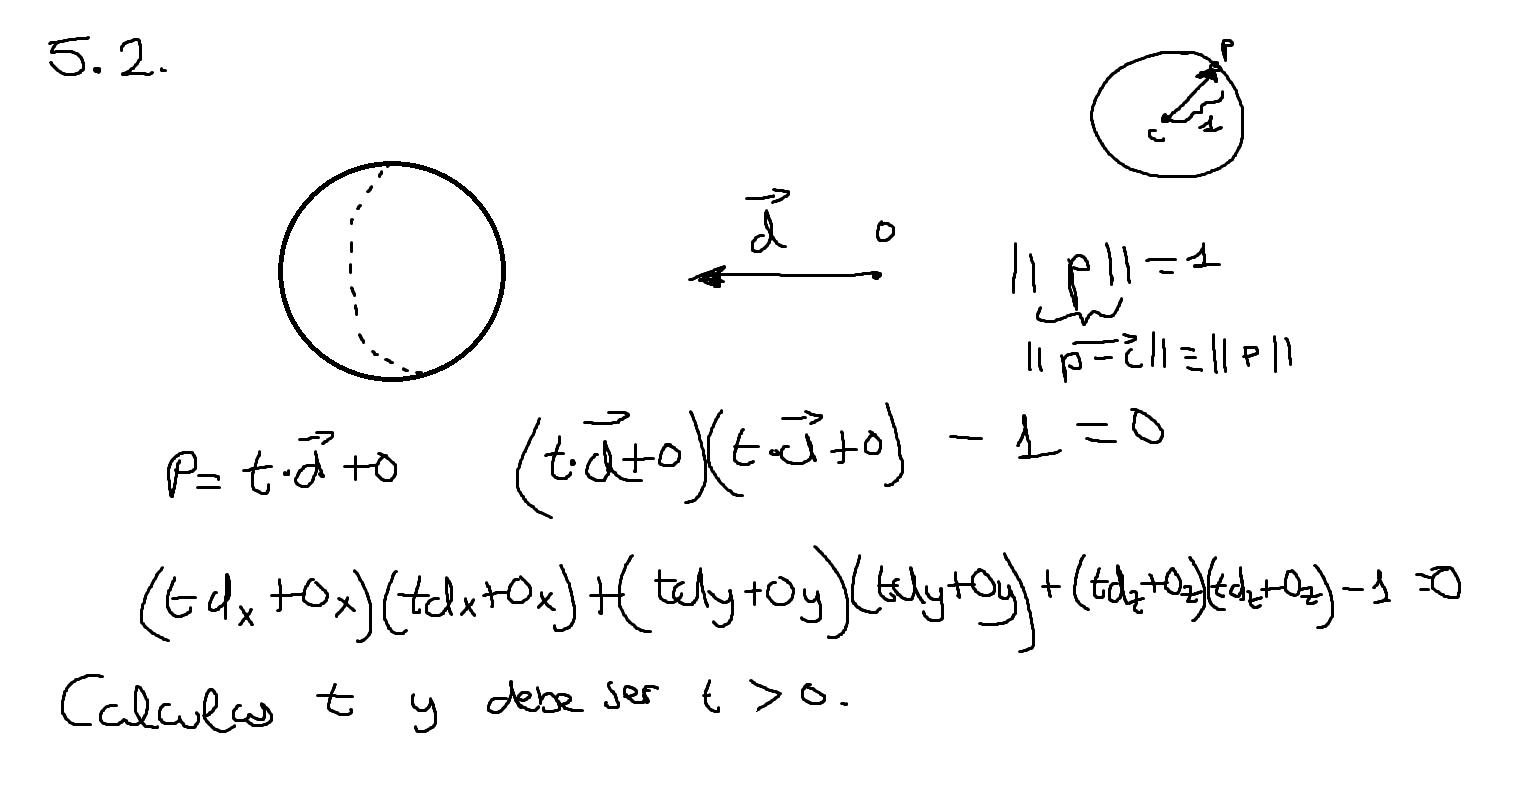 5.2.
P
c 1
d⃗ o
|| p || = 1
|| p - c⃗ || = || p ||
P = t·d⃗ + o (t·d⃗ + o)(t·d⃗ + o) - 1 = 0
(t dx + ox)(tdx + ox) + (tdy + oy)(tdy + oy) + (tdz + oz)(tdz + oz) - 1 = 0
Calculas t y debe ser t > 0.